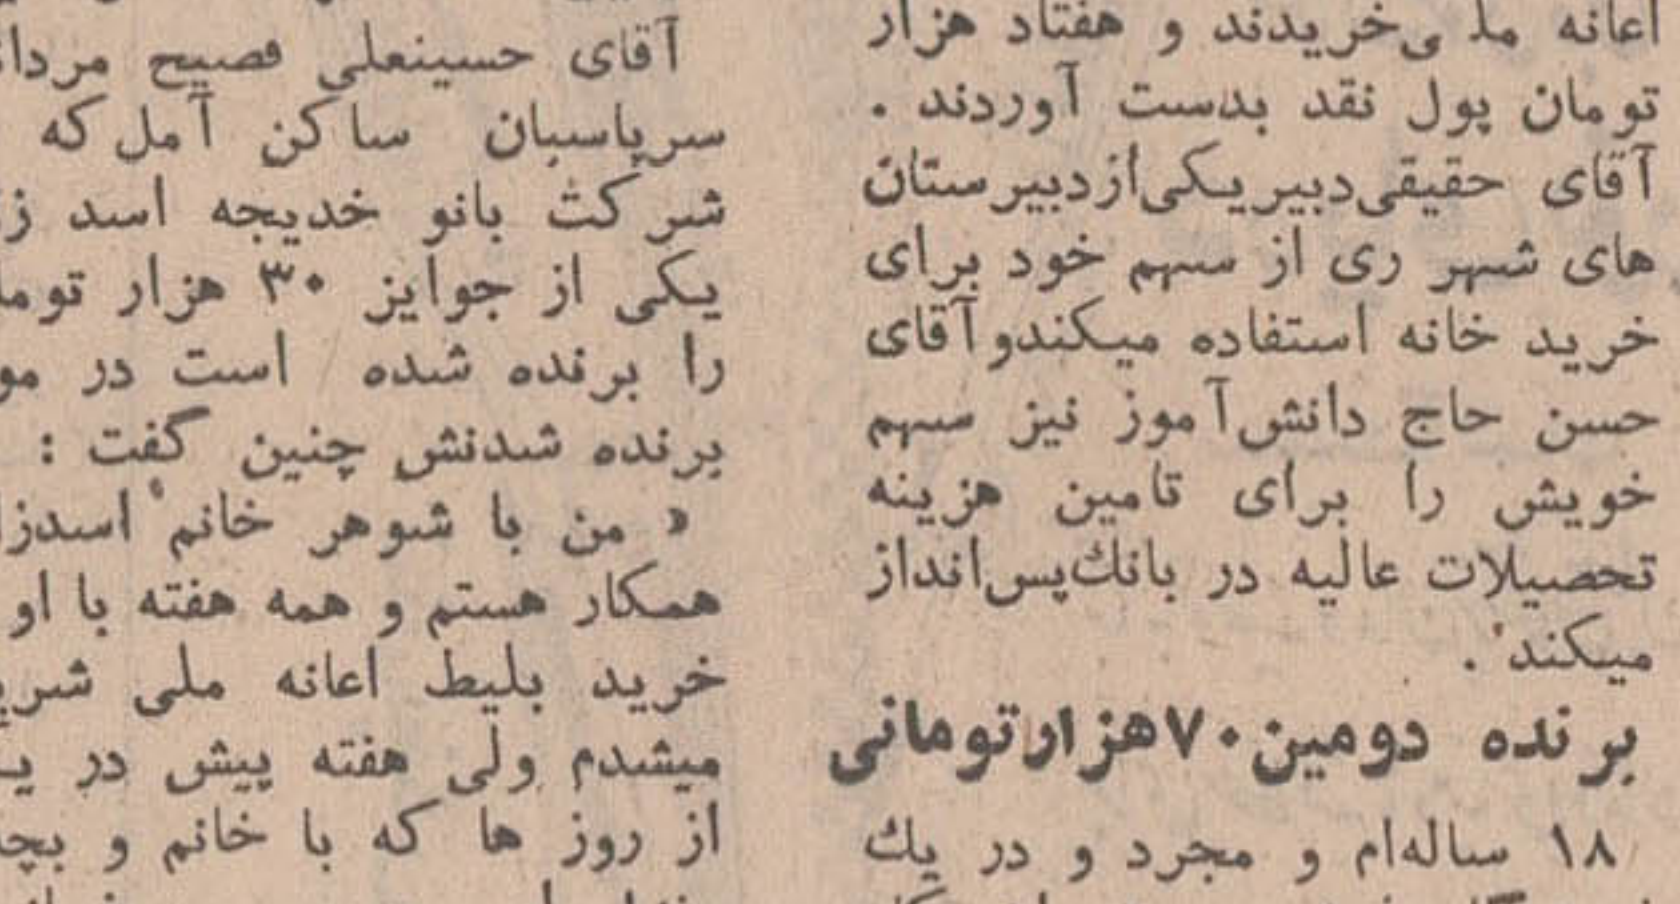 اعانه ملی خریدند و هفتاد هزار
تومان پول نقد بدست آوردند .
آقای حقیقی دبیر یکی از دبیرستان
های شهر ری از سهم خود برای
خرید خانه استفاده میکند و آقای
حسن حاج دانش‌آموز نیز سهم
خویش را برای تامین هزینه
تحصیلات عالیه در بانك پس‌انداز
میکند .
برنده دومین ۷۰ هزار تومانی
۱۸ ساله‌ام و مجرد و در یك
آقای حسینعلی فصیح
سرپاسبان ساکن آمل که
شرکت بانو خدیجه اسد
یکی از جوایز ۳۰ هزار
را برنده شده است در
برنده شدنش چنین گفت :
« من با شوهر خانم
همکار هستم و همه هفته با او
خرید بلیط اعانه ملی
میشدم ولی هفته پیش در
از روز ها که با خانم و